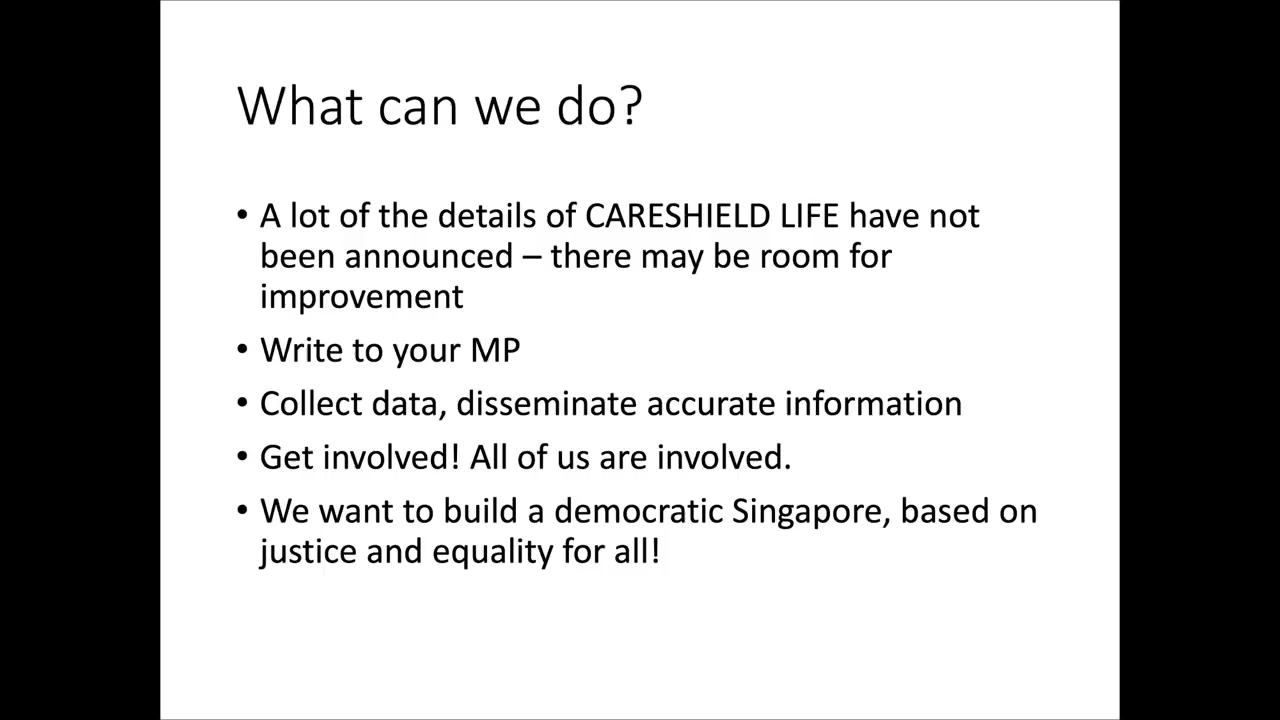 What can we do?
• A lot of the details of CARESHIELD LIFE have not
been announced – there may be room for
improvement
• Write to your MP
• Collect data, disseminate accurate information
• Get involved! All of us are involved.
• We want to build a democratic Singapore, based on
justice and equality for all!